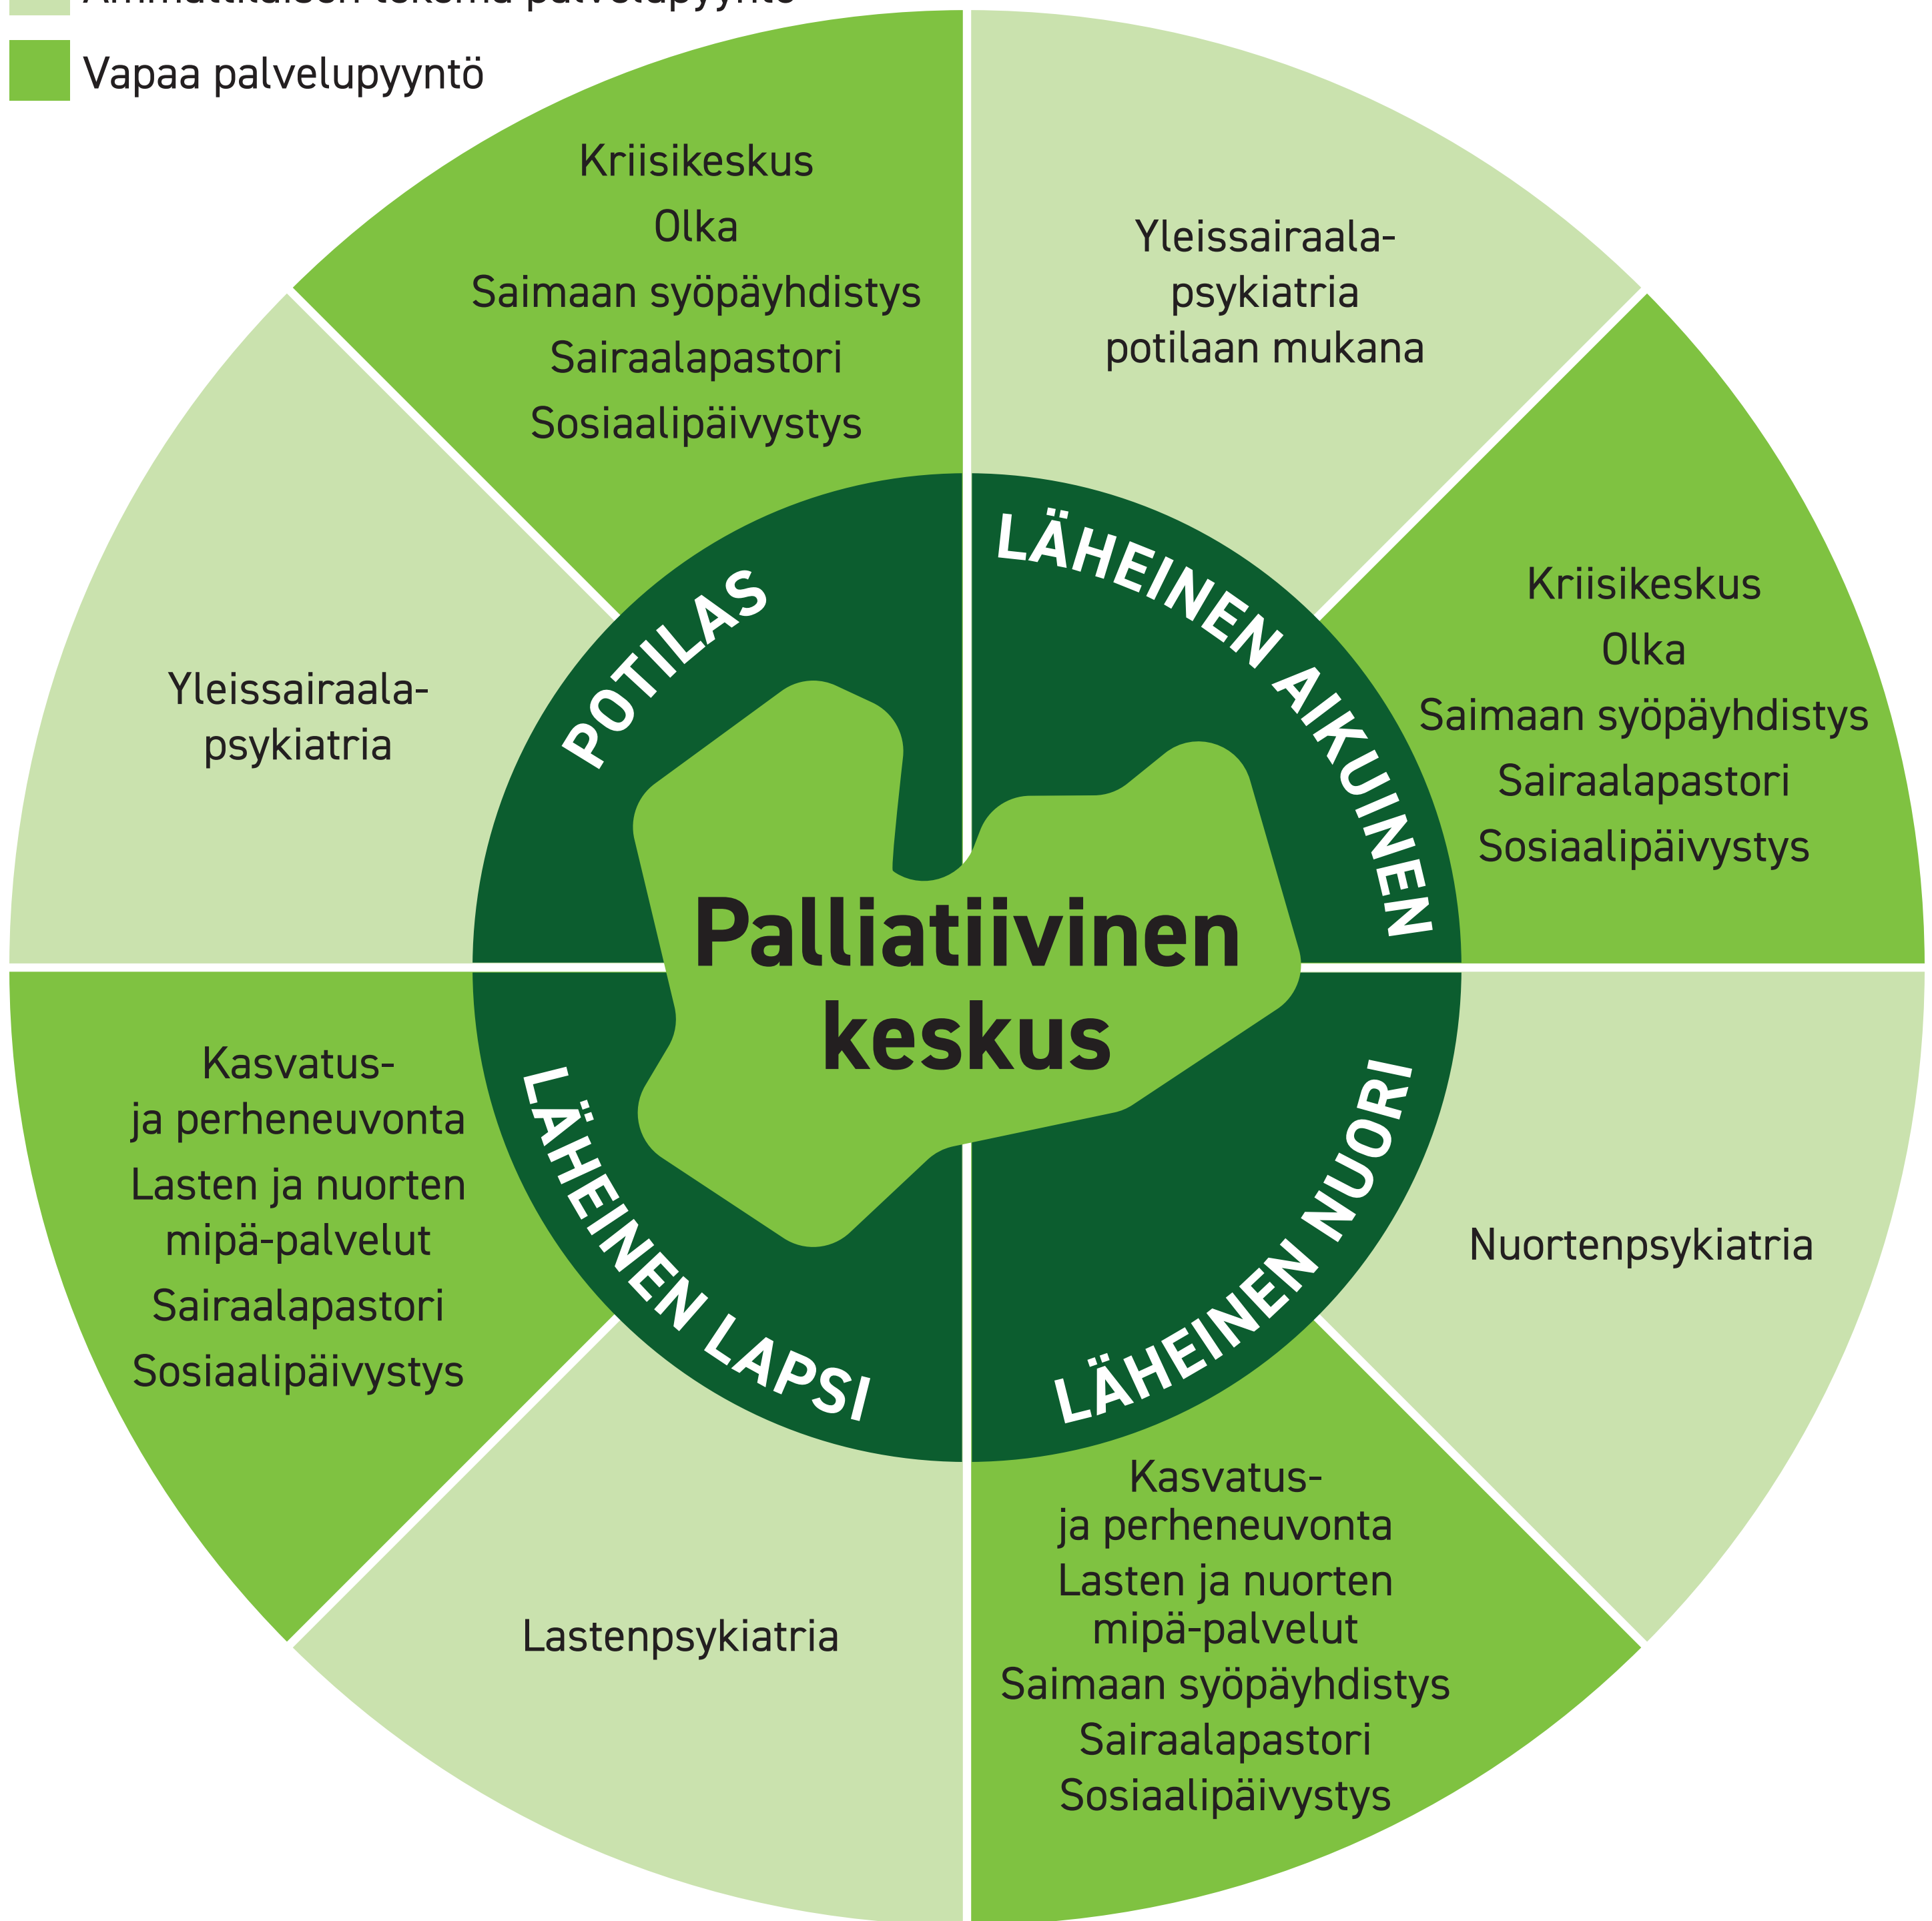 Vapaa palvelupyyntö
Kriisikeskus
Olka
Saimaan syöpäyhdistys
Sairaalapastori
Sosiaalipäivystys
Yleissairaala-
psykiatria
potilaan mukana
Kriisikeskus
Olka
Saimaan syöpäyhdistys
Sairaalapastori
Sosiaalipäivystys
Yleissairaala-
psykiatria
POTILAS
LÄHEINEN AIKUINEN
Palliatiivinen
keskus
LÄHEINEN LAPSI
LÄHEINEN NUORI
Kasvatus-
ja perheneuvonta
Lasten ja nuorten
mipä-palvelut
Sairaalapastori
Sosiaalipäivystys
Nuortenpsykiatria
Lastenpsykiatria
Kasvatus-
ja perheneuvonta
Lasten ja nuorten
mipä-palvelut
Saimaan syöpäyhdistys
Sairaalapastori
Sosiaalipäivystys